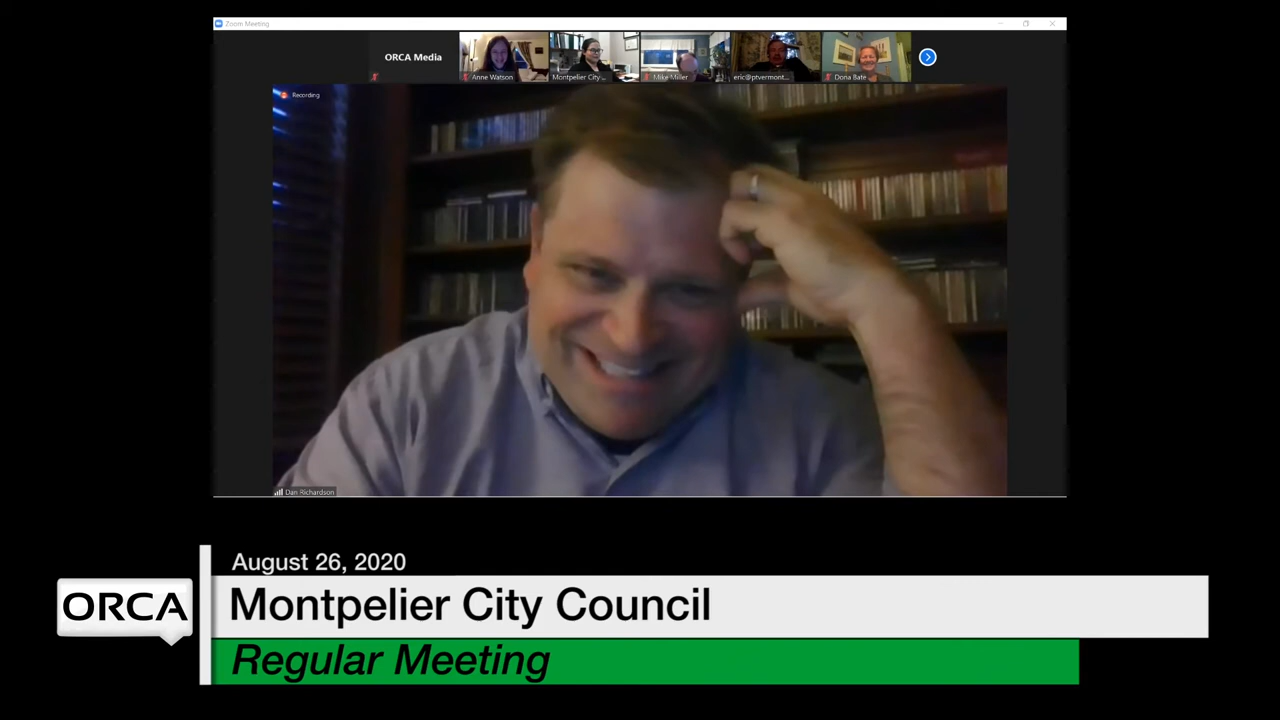 Zoom Meeting
ORCA Media
Anne Watson
Montpelier City ...
Mike Miller
eric@ptvermont...
Dona Bate
Recording
Dan Richardson
August 26, 2020
ORCA
Montpelier City Council
Regular Meeting